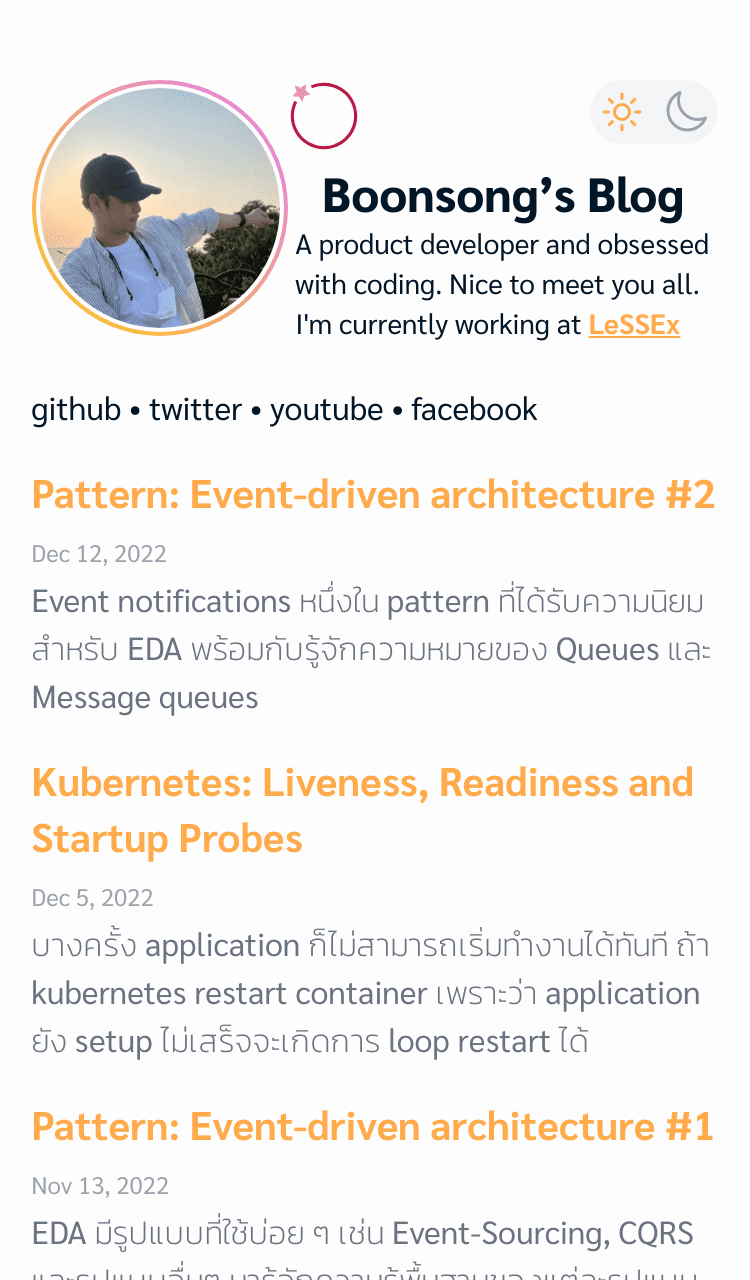 Boonsong’s Blog
A product developer and obsessed
with coding. Nice to meet you all.
I'm currently working at LeSSEx
github • twitter • youtube • facebook
Pattern: Event-driven architecture #2
Dec 12, 2022
Event notifications หนึ่งใน pattern ที่ได้รับความนิยม
สำหรับ EDA พร้อมกับรู้จักความหมายของ Queues และ
Message queues
Kubernetes: Liveness, Readiness and
Startup Probes
Dec 5, 2022
บางครั้ง application ก็ไม่สามารถเริ่มทำงานได้ทันที ถ้า
kubernetes restart container เพราะว่า application
ยัง setup ไม่เสร็จจะเกิดการ loop restart ได้
Pattern: Event-driven architecture #1
Nov 13, 2022
EDA มีรูปแบบที่ใช้บ่อย ๆ เช่น Event-Sourcing, CQRS